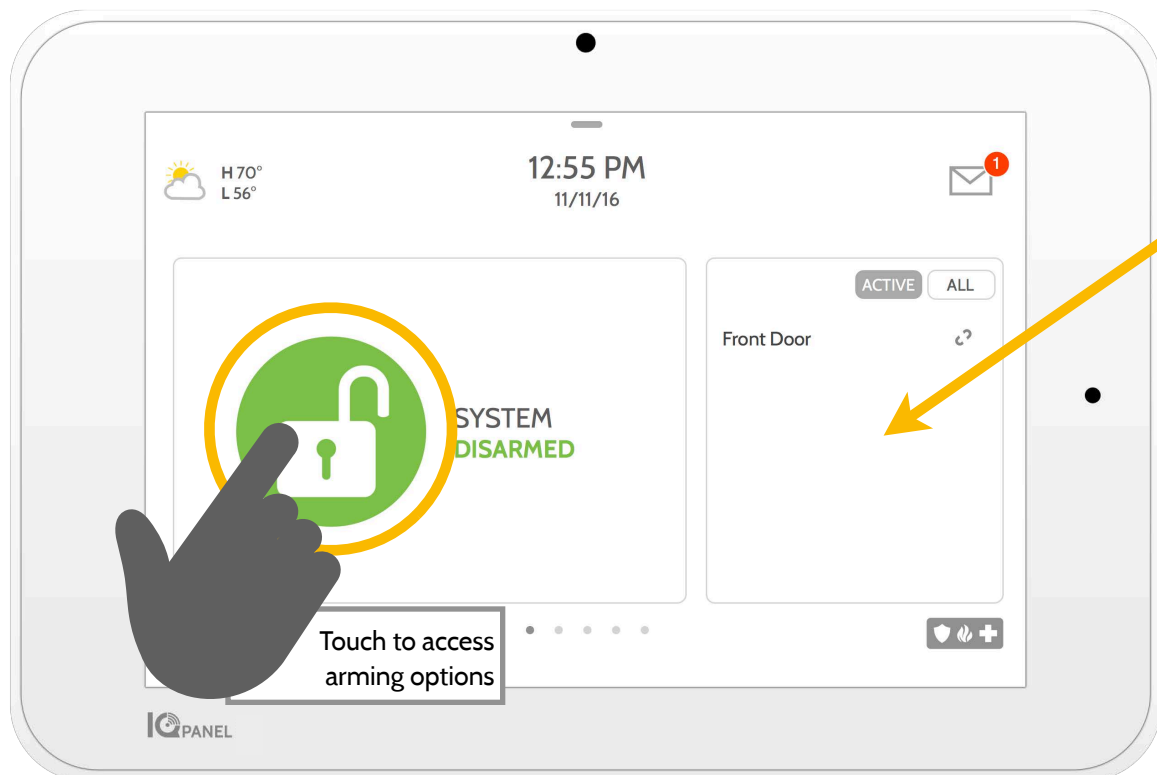 H 70°
L 56°
12:55 PM
11/11/16
1
ACTIVE
ALL
Front Door
SYSTEM
DISARMED
Touch to access
arming options
IQ PANEL